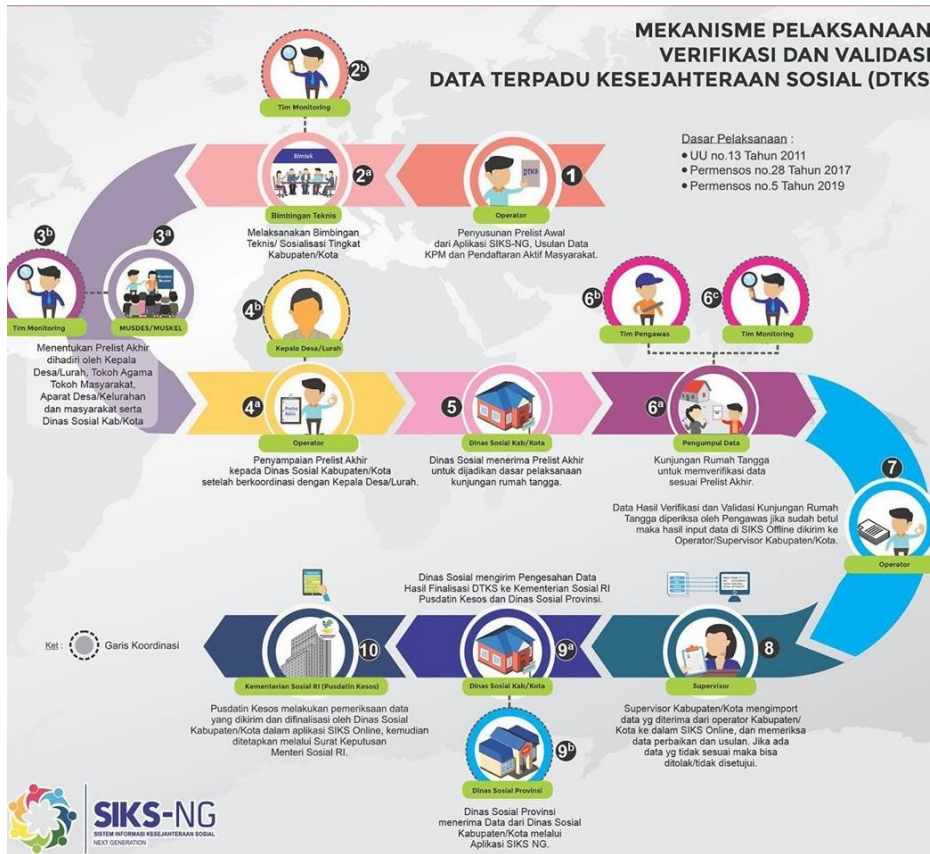 MEKANISME PELAKSANAAN
VERIFIKASI DAN VALIDASI
DATA TERPADU KESEJAHTERAAN SOSIAL (DTKS
Dasar Pelaksanaan :
• UU no.13 Tahun 2011
• Permensos no.28 Tahun 2017
• Permensos no.5 Tahun 2019
2b
Tim Monitoring
Bimtek
2a
Bimbingan Teknis
Melaksanakan Bimbingan
Teknis/ Sosialisasi Tingkat
Kabupaten/Kota
DTKS
1
Operator
Penyusunan Prelist Awal
dari Aplikasi SIKS-NG, Usulan Data
KPM dan Pendaftaran Aktif Masyarakat.
3b
Tim Monitoring
3a
MUSDES/MUSKEL
Menentukan Prelist Akhir
dihadiri oleh Kepala
Desa/Lurah, Tokoh Agama
Tokoh Masyarakat,
Aparat Desa/Kelurahan
dan masyarakat serta
Dinas Sosial Kab/Kota
4b
Kepala Desa/Lurah
4a
Prelist
Akhir
Operator
Penyampaian Prelist Akhir
kepada Dinas Sosial Kabupaten/Kota
setelah berkoordinasi dengan Kepala Desa/Lurah.
5
Dinas Sosial Kab/Kota
Dinas Sosial menerima Prelist Akhir
untuk dijadikan dasar pelaksanaan
kunjungan rumah tangga.
6b
Tim Pengawas
6c
Tim Monitoring
6a
Pengumpul Data
Kunjungan Rumah Tangga
untuk memverifikasi data
sesuai Prelist Akhir.
7
Operator
Data Hasil Verifikasi dan Validasi Kunjungan Rumah
Tangga diperiksa oleh Pengawas jika sudah betul
maka hasil input data di SIKS Offline dikirim ke
Operator/Supervisor Kabupaten/Kota.
8
Supervisor
Supervisor Kabupaten/Kota mengimport
data yg diterima dari operator Kabupaten/
Kota ke dalam SIKS Online, dan memeriksa
data perbaikan dan usulan. Jika ada
data yg tidak sesuai maka bisa
ditolak/tidak disetujui.
Dinas Sosial mengirim Pengesahan Data
Hasil Finalisasi DTKS ke Kementerian Sosial RI
Pusdatin Kesos dan Dinas Sosial Provinsi.
9a
Dinas Sosial Kab/Kota
9b
Dinas Sosial Provinsi
Dinas Sosial Provinsi
menerima Data dari Dinas Sosial
Kabupaten/Kota melalui
Aplikasi SIKS NG.
10
Kementerian Sosial RI (Pusdatin Kesos)
Pusdatin Kesos melakukan pemeriksaan data
yang dikirim dan difinalisasi oleh Dinas Sosial
Kabupaten/Kota dalam aplikasi SIKS Online, kemudian
ditetapkan melalui Surat Keputusan
Menteri Sosial RI.
Ket : Garis Koordinasi
SIKS-NG
SISTEM INFORMASI KESEJAHTERAAN SOSIAL
NEXT GENERATION